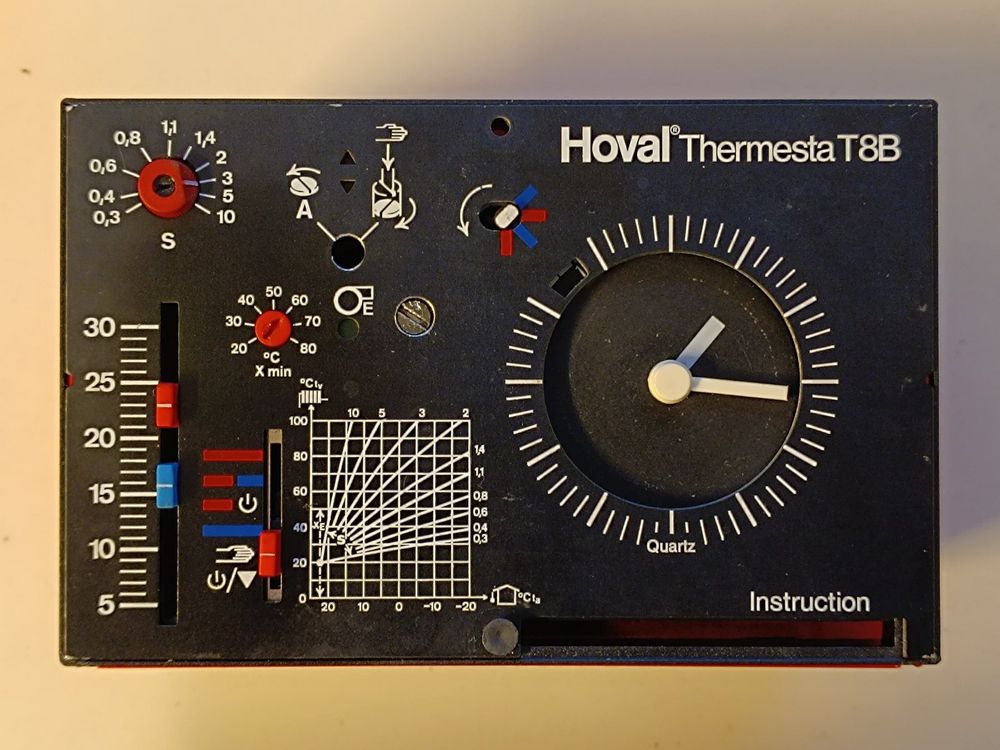 Hoval® Thermesta T8B
0,3
0,4
0,6
0,8
1,1
1,4
2
3
5
10
S
A
E
20
30
40
50
60
70
80
°C
X min
30
25
20
15
10
5
°C tv
100
80
60
40
20
0
10 5 3 2
1,4
1,1
0,8
0,6
0,4
0,3
XE
S
20 10 0 -10 -20
°C ta
Quartz
Instruction